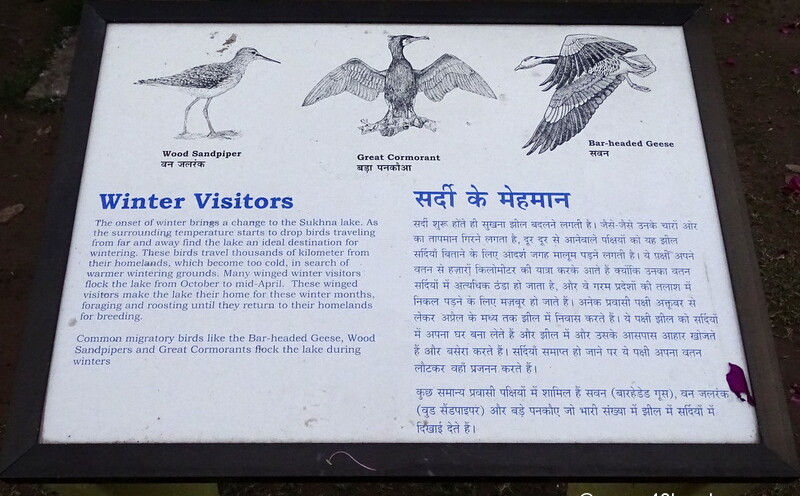 Wood Sandpiper
वन जलरंक
Great Cormorant
बड़ा पनकौआ
Bar-headed Geese
सवन
Winter Visitors
The onset of winter brings a change to the Sukhna lake. As
the surrounding temperature starts to drop birds traveling
from far and away find the lake an ideal destination for
wintering. These birds travel thousands of kilometer from
their homelands, which become too cold, in search of
warmer wintering grounds. Many winged winter visitors
flock the lake from October to mid-April. These winged
visitors make the lake their home for these winter months,
foraging and roosting until they return to their homelands
for breeding.
Common migratory birds like the Bar-headed Geese, Wood
Sandpipers and Great Cormorants flock the lake during
winters
सर्दी के मेहमान
सर्दी शुरू होते ही सुखना झील बदलने लगती है। जैसे-जैसे उनके चारों ओर
का तापमान गिरने लगता है, दूर दूर से आनेवाले पक्षियों को यह झील
सर्दियाँ बिताने के लिए आदर्श जगह मालूम पड़ने लगती है। ये पक्षी अपने
वतन से हज़ारों किलोमीटर की यात्रा करके आते हैं क्योंकि उनका वतन
सर्दियों में अत्यधिक ठंडा हो जाता है, और वे गरम प्रदेशों की तलाश में
निकल पड़ने के लिए मजबूर हो जाते हैं। अनेक प्रवासी पक्षी अक्तूबर से
लेकर अप्रेल के मध्य तक झील में निवास करते हैं। ये पक्षी झील को सर्दियों
में अपना घर बना लेते हैं और झील में और उसके आसपास आहार खोजते
हैं और बसेरा करते हैं। सर्दियाँ समाप्त हो जाने पर ये पक्षी अपना वतन
लौटकर वहाँ प्रजनन करते हैं।
कुछ समान्य प्रवासी पक्षियों में शामिल हैं सवन (बारहेडेड गूस), वन जलरंक
(वुड सैंडपाइपर) और बड़े पनकौए जो भारी संख्या में झील में सर्दियों में
दिखाई देते हैं।